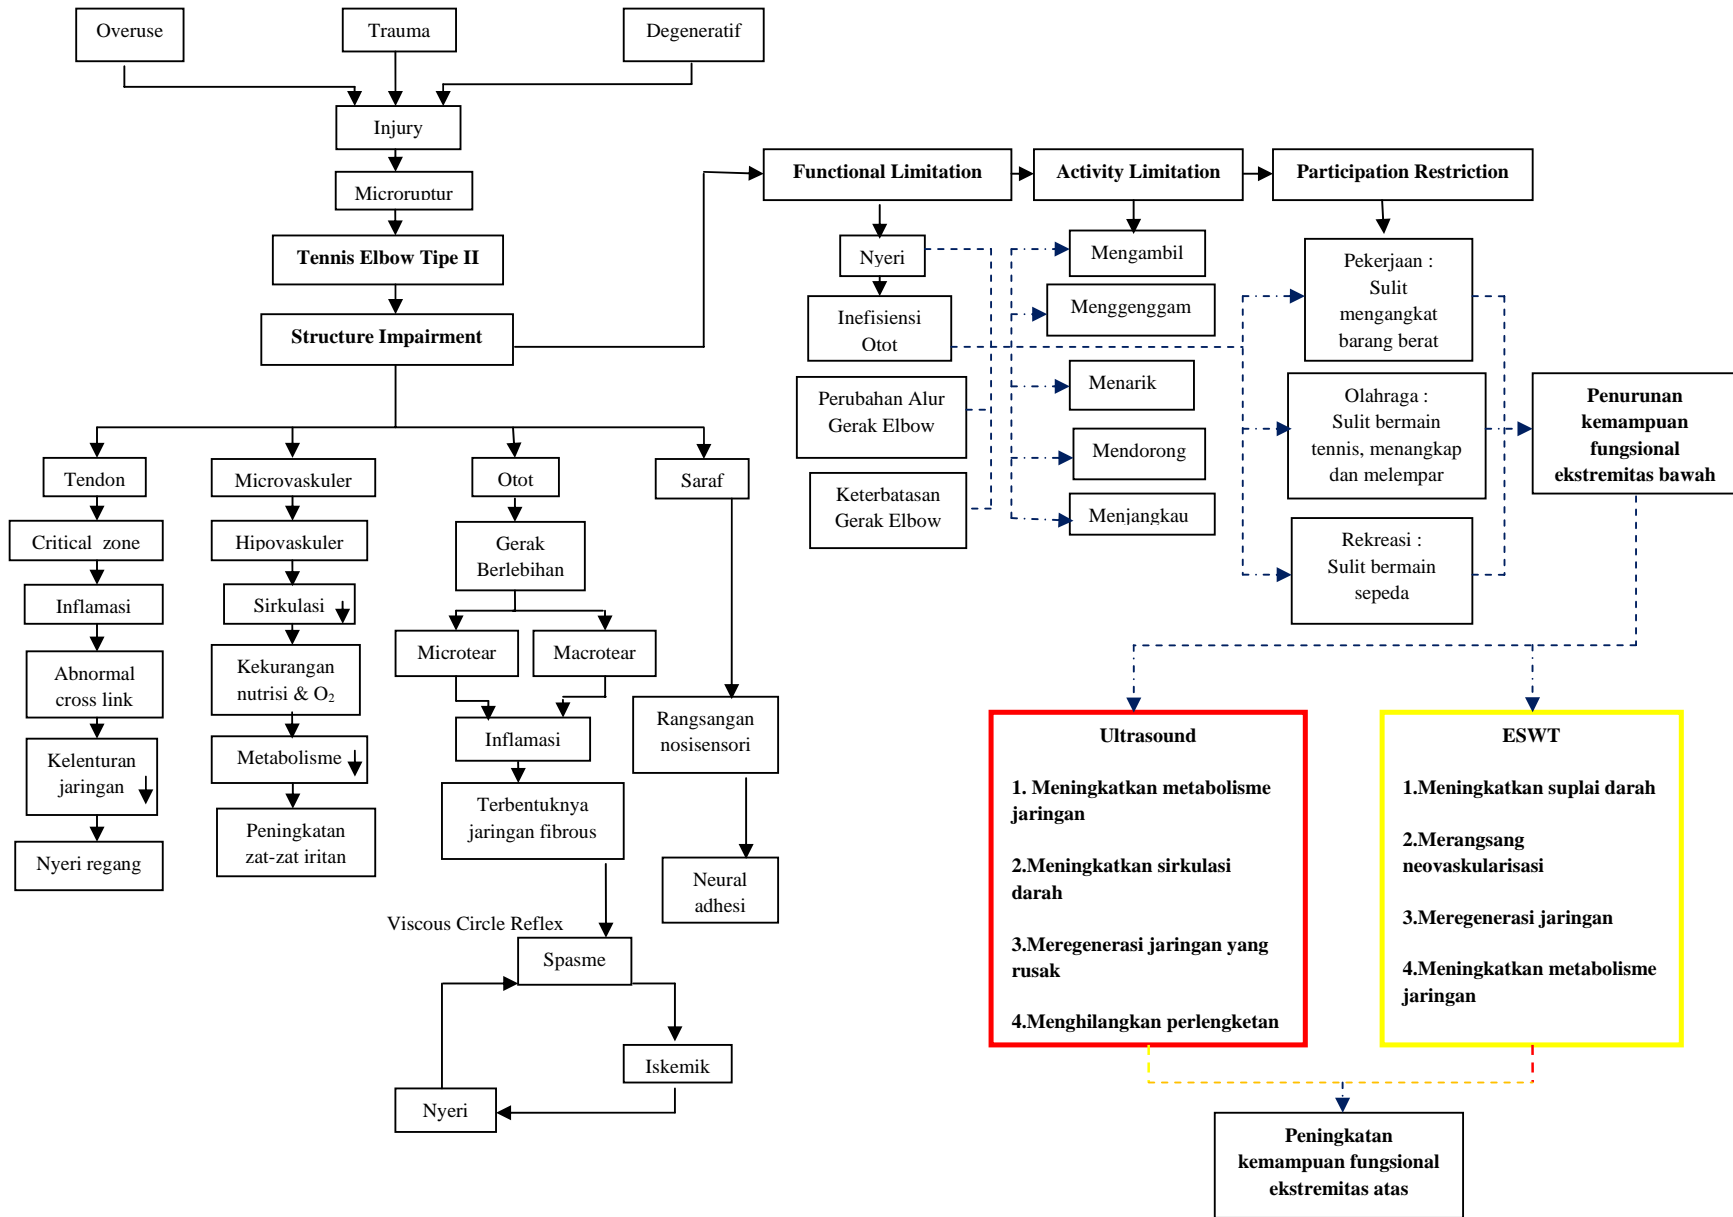 Overuse
Trauma
Degeneratif
Injury
Microruptur
Tennis Elbow Tipe II
Structure Impairment
Functional Limitation
Activity Limitation
Participation Restriction
Nyeri
Inefisiensi
Otot
Perubahan Alur
Gerak Elbow
Keterbatasan
Gerak Elbow
Mengambil
Menggenggam
Menarik
Mendorong
Menjangkau
Pekerjaan :
Sulit
mengangkat
barang berat
Olahraga :
Sulit bermain
tennis, menangkap
dan melempar
Rekreasi :
Sulit bermain
sepeda
Penurunan
kemampuan
fungsional
ekstremitas bawah
Tendon
Critical zone
Inflamasi
Abnormal
cross link
Kelenturan
jaringan
Nyeri regang
Microvaskuler
Hipovaskuler
Sirkulasi
Kekurangan
nutrisi & O₂
Metabolisme
Peningkatan
zat-zat iritan
Otot
Gerak
Berlebihan
Microtear
Macrotear
Inflamasi
Terbentuknya
jaringan fibrous
Viscous Circle Reflex
Spasme
Iskemik
Nyeri
Saraf
Rangsangan
nosisensori
Neural
adhesi
Ultrasound
1. Meningkatkan metabolisme
jaringan
2.Meningkatkan sirkulasi
darah
3.Meregenerasi jaringan yang
rusak
4.Menghilangkan perlengketan
ESWT
1.Meningkatkan suplai darah
2.Merangsang
neovaskularisasi
3.Meregenerasi jaringan
4.Meningkatkan metabolisme
jaringan
Peningkatan
kemampuan fungsional
ekstremitas atas